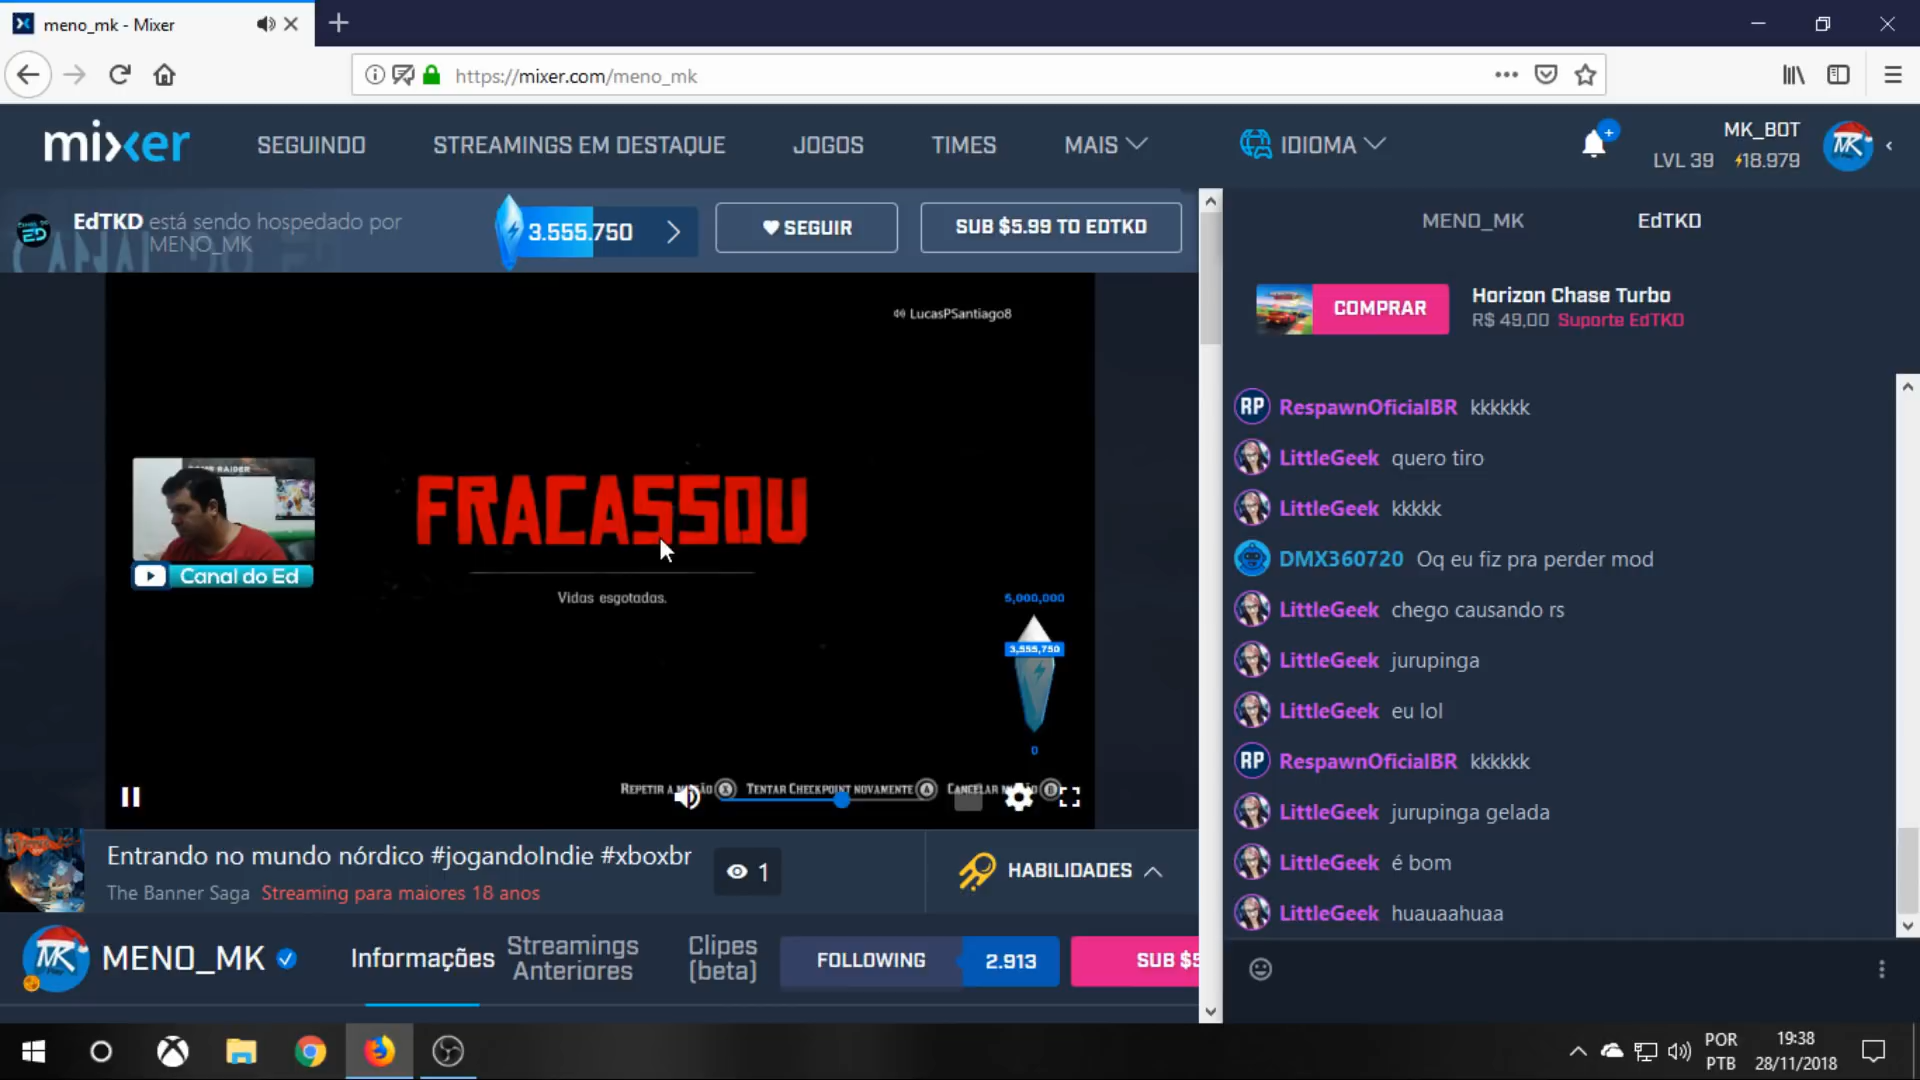 meno_mk - Mixer
https://mixer.com/meno_mk
mixer
SEGUINDO
STREAMINGS EM DESTAQUE
JOGOS
TIMES
MAIS
IDIOMA
MK_BOT
LVL 39 18.979
EdTKD está sendo hospedado por
MENO_MK
3.555.750
SEGUIR
SUB $5.99 TO EDTKD
MENO_MK
EdTKD
COMPRAR
Horizon Chase Turbo
R$ 49,00 Suporte EdTKD
LucasPSantiago8
FRACASSOU
Vidas esgotadas.
Canal do Ed
5,000,000
3,555,750
0
TENTAR CHECKPOINT NOVAMENTE
RP RespawnOficialBR kkkkkk
LittleGeek quero tiro
LittleGeek kkkkk
DMX360720 Oq eu fiz pra perder mod
LittleGeek chego causando rs
LittleGeek jurupinga
LittleGeek eu lol
RP RespawnOficialBR kkkkkk
LittleGeek jurupinga gelada
LittleGeek é bom
LittleGeek huauaahuaa
Entrando no mundo nórdico #jogandoIndie #xboxbr
The Banner Saga Streaming para maiores 18 anos
1
HABILIDADES
MENO_MK
Informações
Streamings
Anteriores
Clipes
(beta)
FOLLOWING
2.913
SUB $5
POR
PTB
19:38
28/11/2018